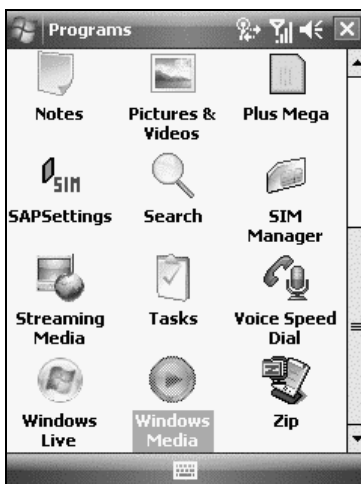 Programs
Notes
Pictures &
Videos
Plus Mega
SIM
SAPSettings
Search
SIM
Manager
Streaming
Media
Tasks
Voice Speed
Dial
Windows
Live
Windows
Media
Zip